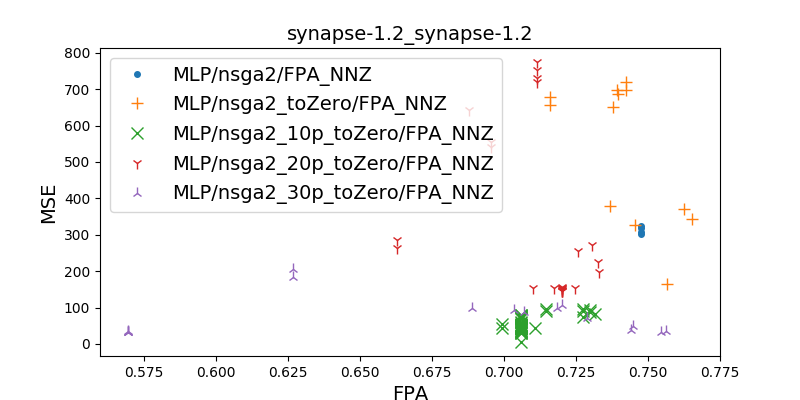 synapse-1.2_synapse-1.2
800
700
600
500
400
300
200
100
0
MSE
MLP/nsga2/FPA_NNZ
MLP/nsga2_toZero/FPA_NNZ
MLP/nsga2_10p_toZero/FPA_NNZ
MLP/nsga2_20p_toZero/FPA_NNZ
MLP/nsga2_30p_toZero/FPA_NNZ
0.575 0.600 0.625 0.650 0.675 0.700 0.725 0.750 0.775
FPA